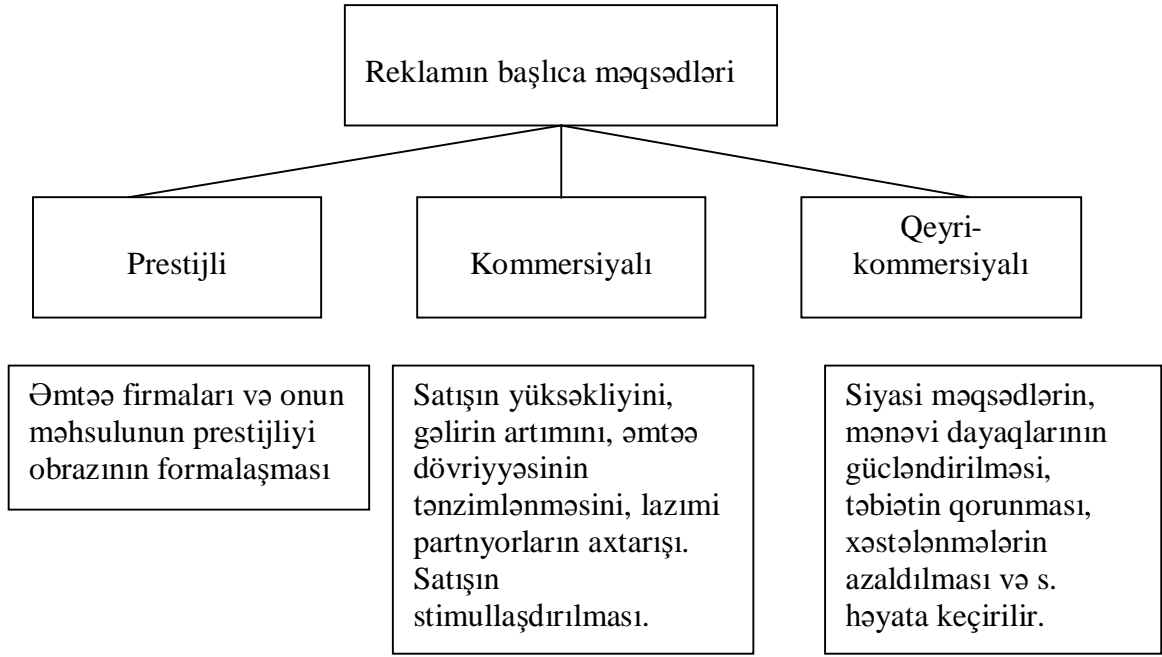 Reklamın başlıca məqsədləri
Prestijli
Kommersiyalı
Qeyri-
kommersiyalı
Əmtəə firmaları və onun
məhsulunun prestijliyi
obrazının formalaşması
Satışın yüksəkliyini,
gəlirin artımını, əmtəə
dövriyyəsinin
tənzimlənməsini, lazımi
partnyorların axtarışı.
Satışın
stimullaşdırılması.
Siyasi məqsədlərin,
mənəvi dayaqlarının
gücləndirilməsi,
təbiətin qorunması,
xəstələnmələrin
azaldılması və s.
həyata keçirilir.